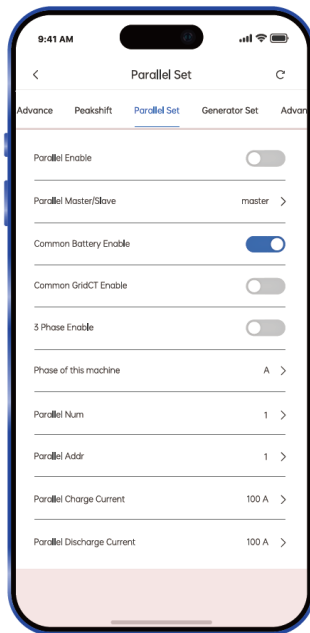 9:41 AM
Parallel Set
Advance Peakshift Parallel Set Generator Set Advan
Parallel Enable
Parallel Master/Slave master
Common Battery Enable
Common GridCT Enable
3 Phase Enable
Phase of this machine A
Parallel Num 1
Parallel Addr 1
Parallel Charge Current 100 A
Parallel Discharge Current 100 A